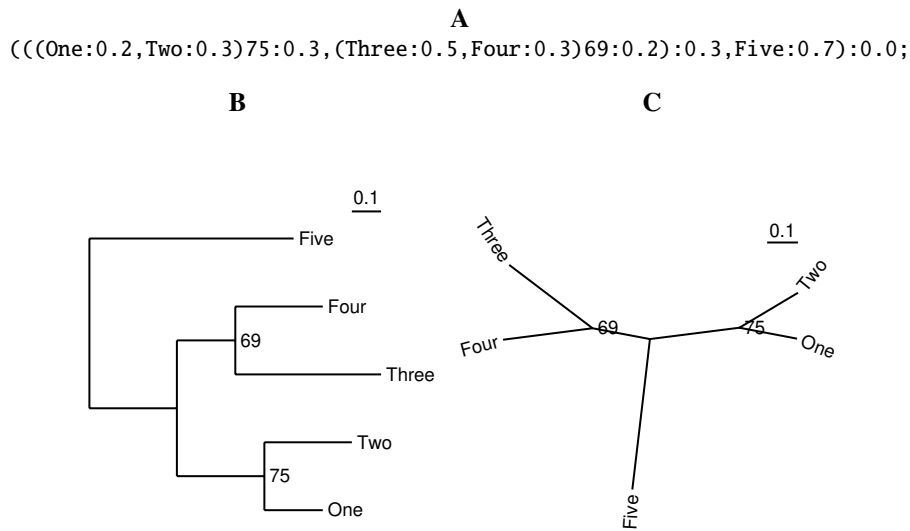 A
(((One:0.2,Two:0.3)75:0.3,(Three:0.5,Four:0.3)69:0.2):0.3,Five:0.7):0.0;
B
0.1
Five
Four
69
Three
Two
75
One
C
0.1
Three
Two
69
75
Four
One
Five